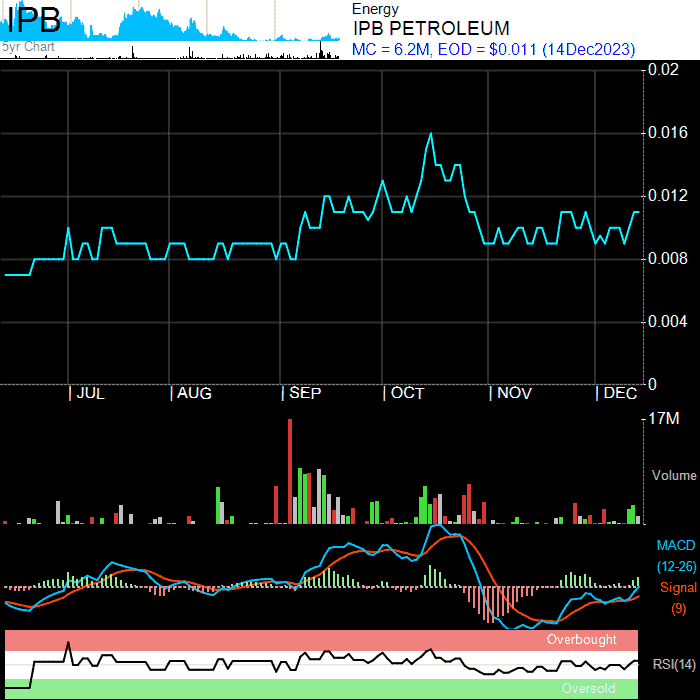 IPB
5yr Chart
Energy
IPB PETROLEUM
MC = 6.2M, EOD = $0.011 (14Dec2023)
0.02
0.016
0.012
0.008
0.004
0
| JUL | AUG | SEP | OCT | NOV | DEC
17M
Volume
MACD
(12-26)
Signal
(9)
Overbought
RSI(14)
Oversold